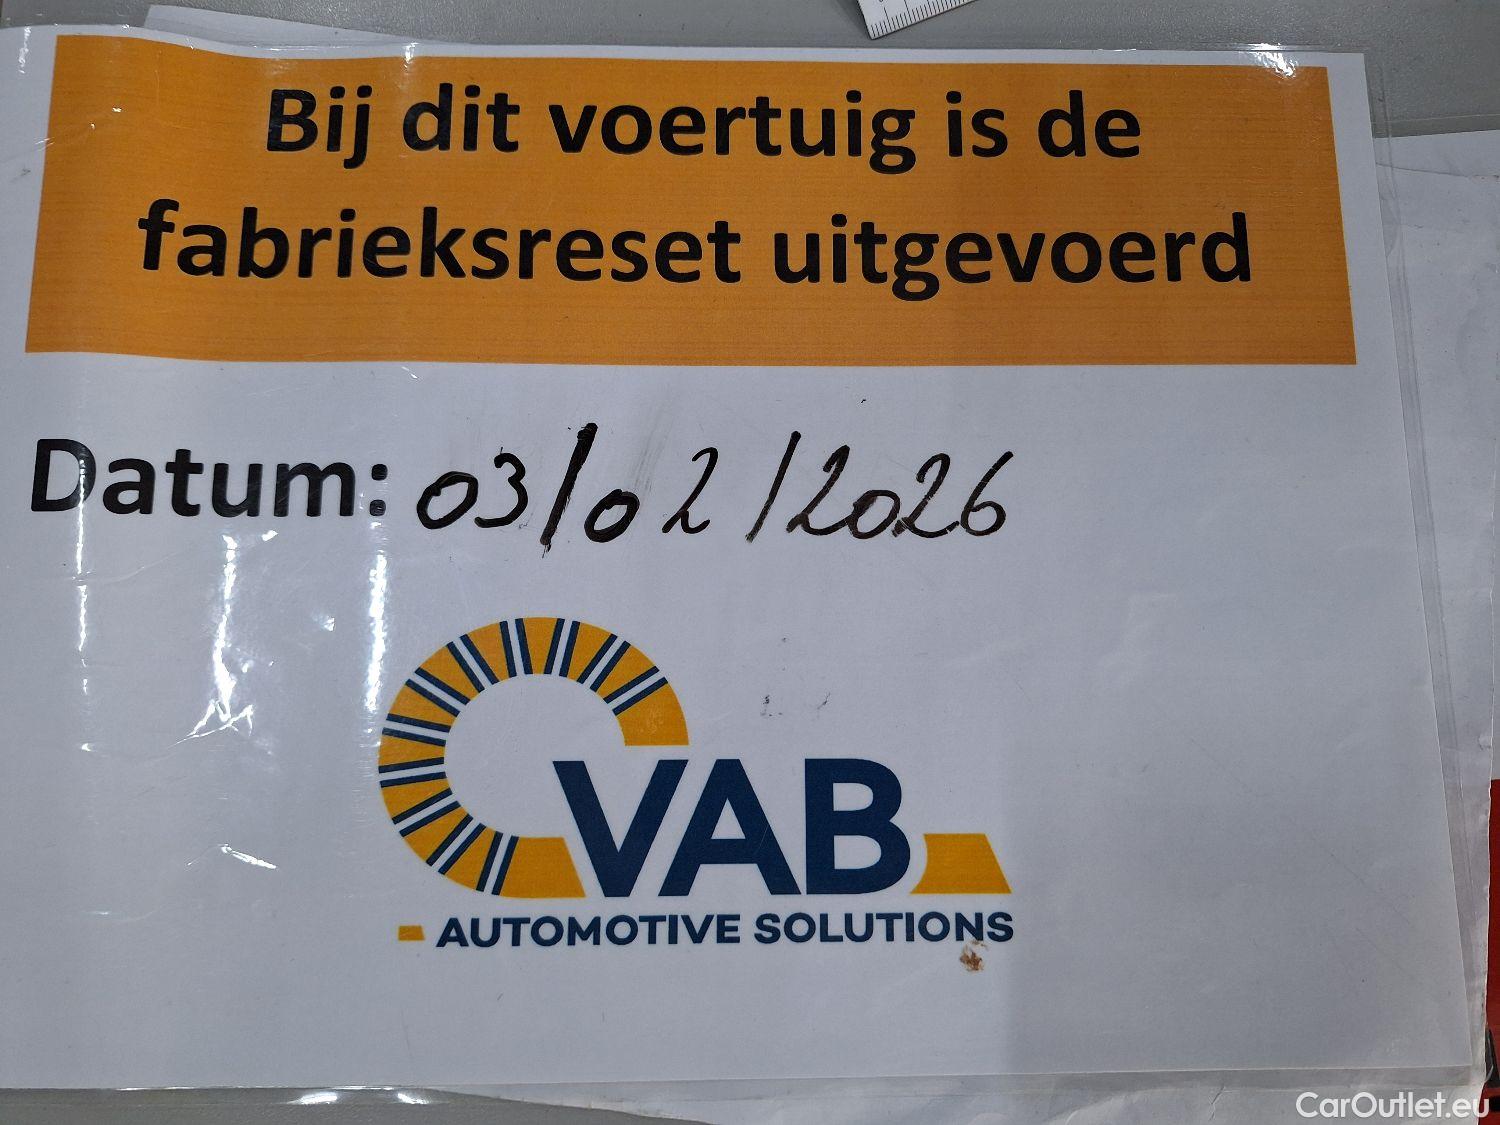 Bij dit voertuig is de
fabrieksreset uitgevoerd
Datum: 03/02/2026
VAB
AUTOMOTIVE SOLUTIONS
CarOutlet.eu